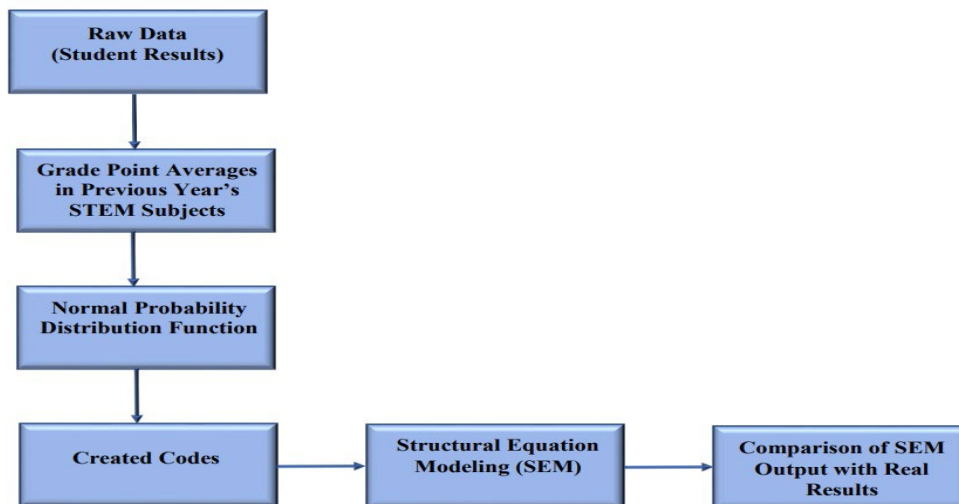 Raw Data
(Student Results)
Grade Point Averages
in Previous Year’s
STEM Subjects
Normal Probability
Distribution Function
Created Codes
Structural Equation
Modeling (SEM)
Comparison of SEM
Output with Real
Results